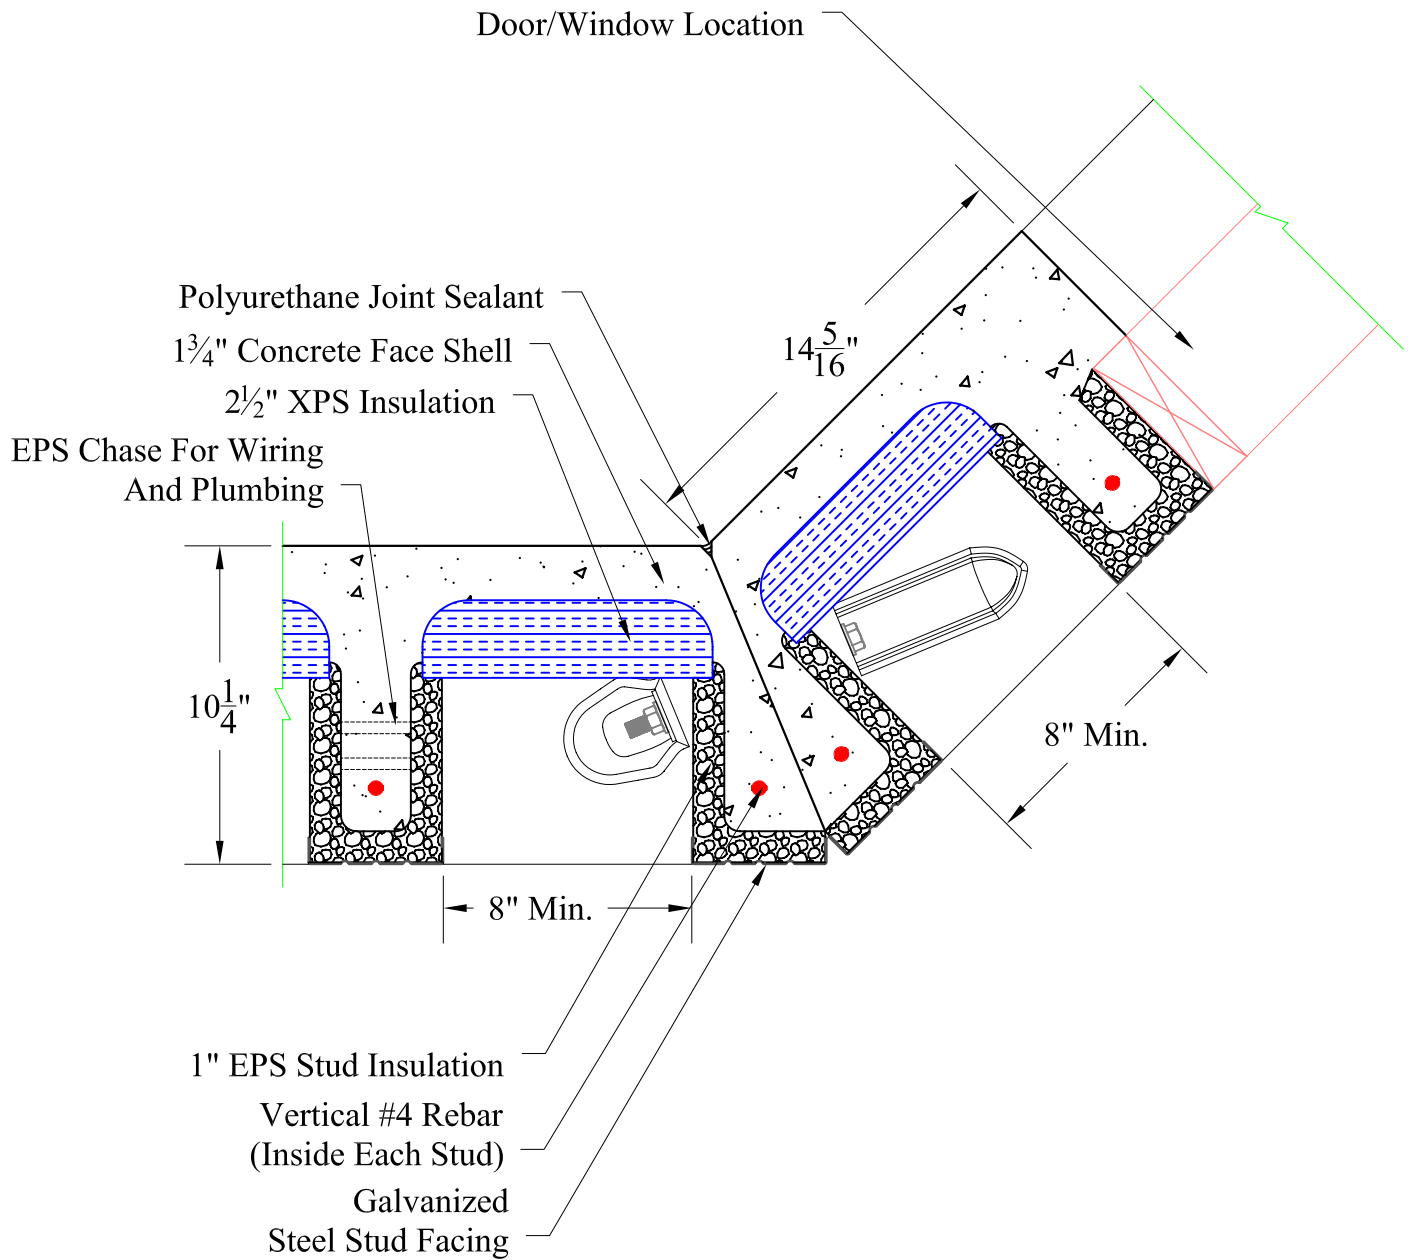 Door/Window Location
Polyurethane Joint Sealant
1¾" Concrete Face Shell
2½" XPS Insulation
EPS Chase For Wiring
And Plumbing
14 5/16"
10 1/4"
8" Min.
8" Min.
1" EPS Stud Insulation
Vertical #4 Rebar
(Inside Each Stud)
Galvanized
Steel Stud Facing